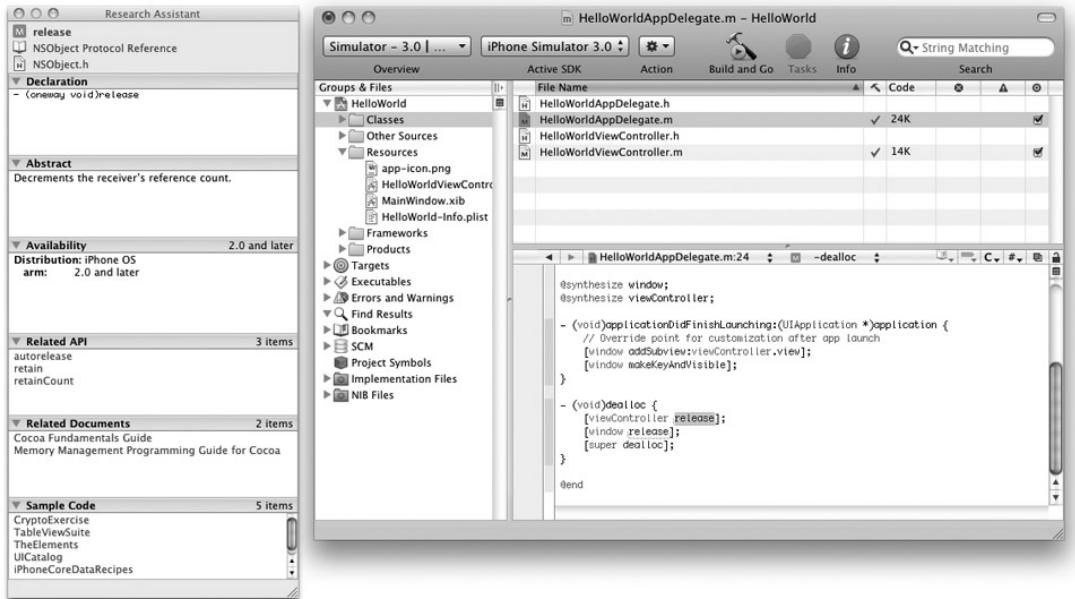 Research Assistant
release
NSObject Protocol Reference
NSObject.h
Declaration
- (oneway void)release
Abstract
Decrements the receiver's reference count.
Availability 2.0 and later
Distribution: iPhone OS
arm: 2.0 and later
Related API 3 items
autorelease
retain
retainCount
Related Documents 2 items
Cocoa Fundamentals Guide
Memory Management Programming Guide for Cocoa
Sample Code 5 items
CryptoExercise
TableViewSuite
TheElements
UICatalog
iPhoneCoreDataRecipes
HelloWorldAppDelegate.m - HelloWorld
Simulator - 3.0 | ... iPhone Simulator 3.0 String Matching
Overview Active SDK Action Build and Go Tasks Info Search
Groups & Files
HelloWorld
Classes
Other Sources
Resources
app-icon.png
HelloWorldViewContro
MainWindow.xib
HelloWorld-Info.plist
Frameworks
Products
Targets
Executables
Errors and Warnings
Find Results
Bookmarks
SCM
Project Symbols
Implementation Files
NIB Files
File Name Code
HelloWorldAppDelegate.h
HelloWorldAppDelegate.m 24K
HelloWorldViewController.h
HelloWorldViewController.m 14K
HelloWorldAppDelegate.m:24 M -dealloc C #
@synthesize window;
@synthesize viewController;
- (void)applicationDidFinishLaunching:(UIApplication *)application {
// Override point for customization after app launch
[window addSubview:viewController.view];
[window makeKeyAndVisible];
}
- (void)dealloc {
[viewController release];
[window release];
[super dealloc];
}
@end